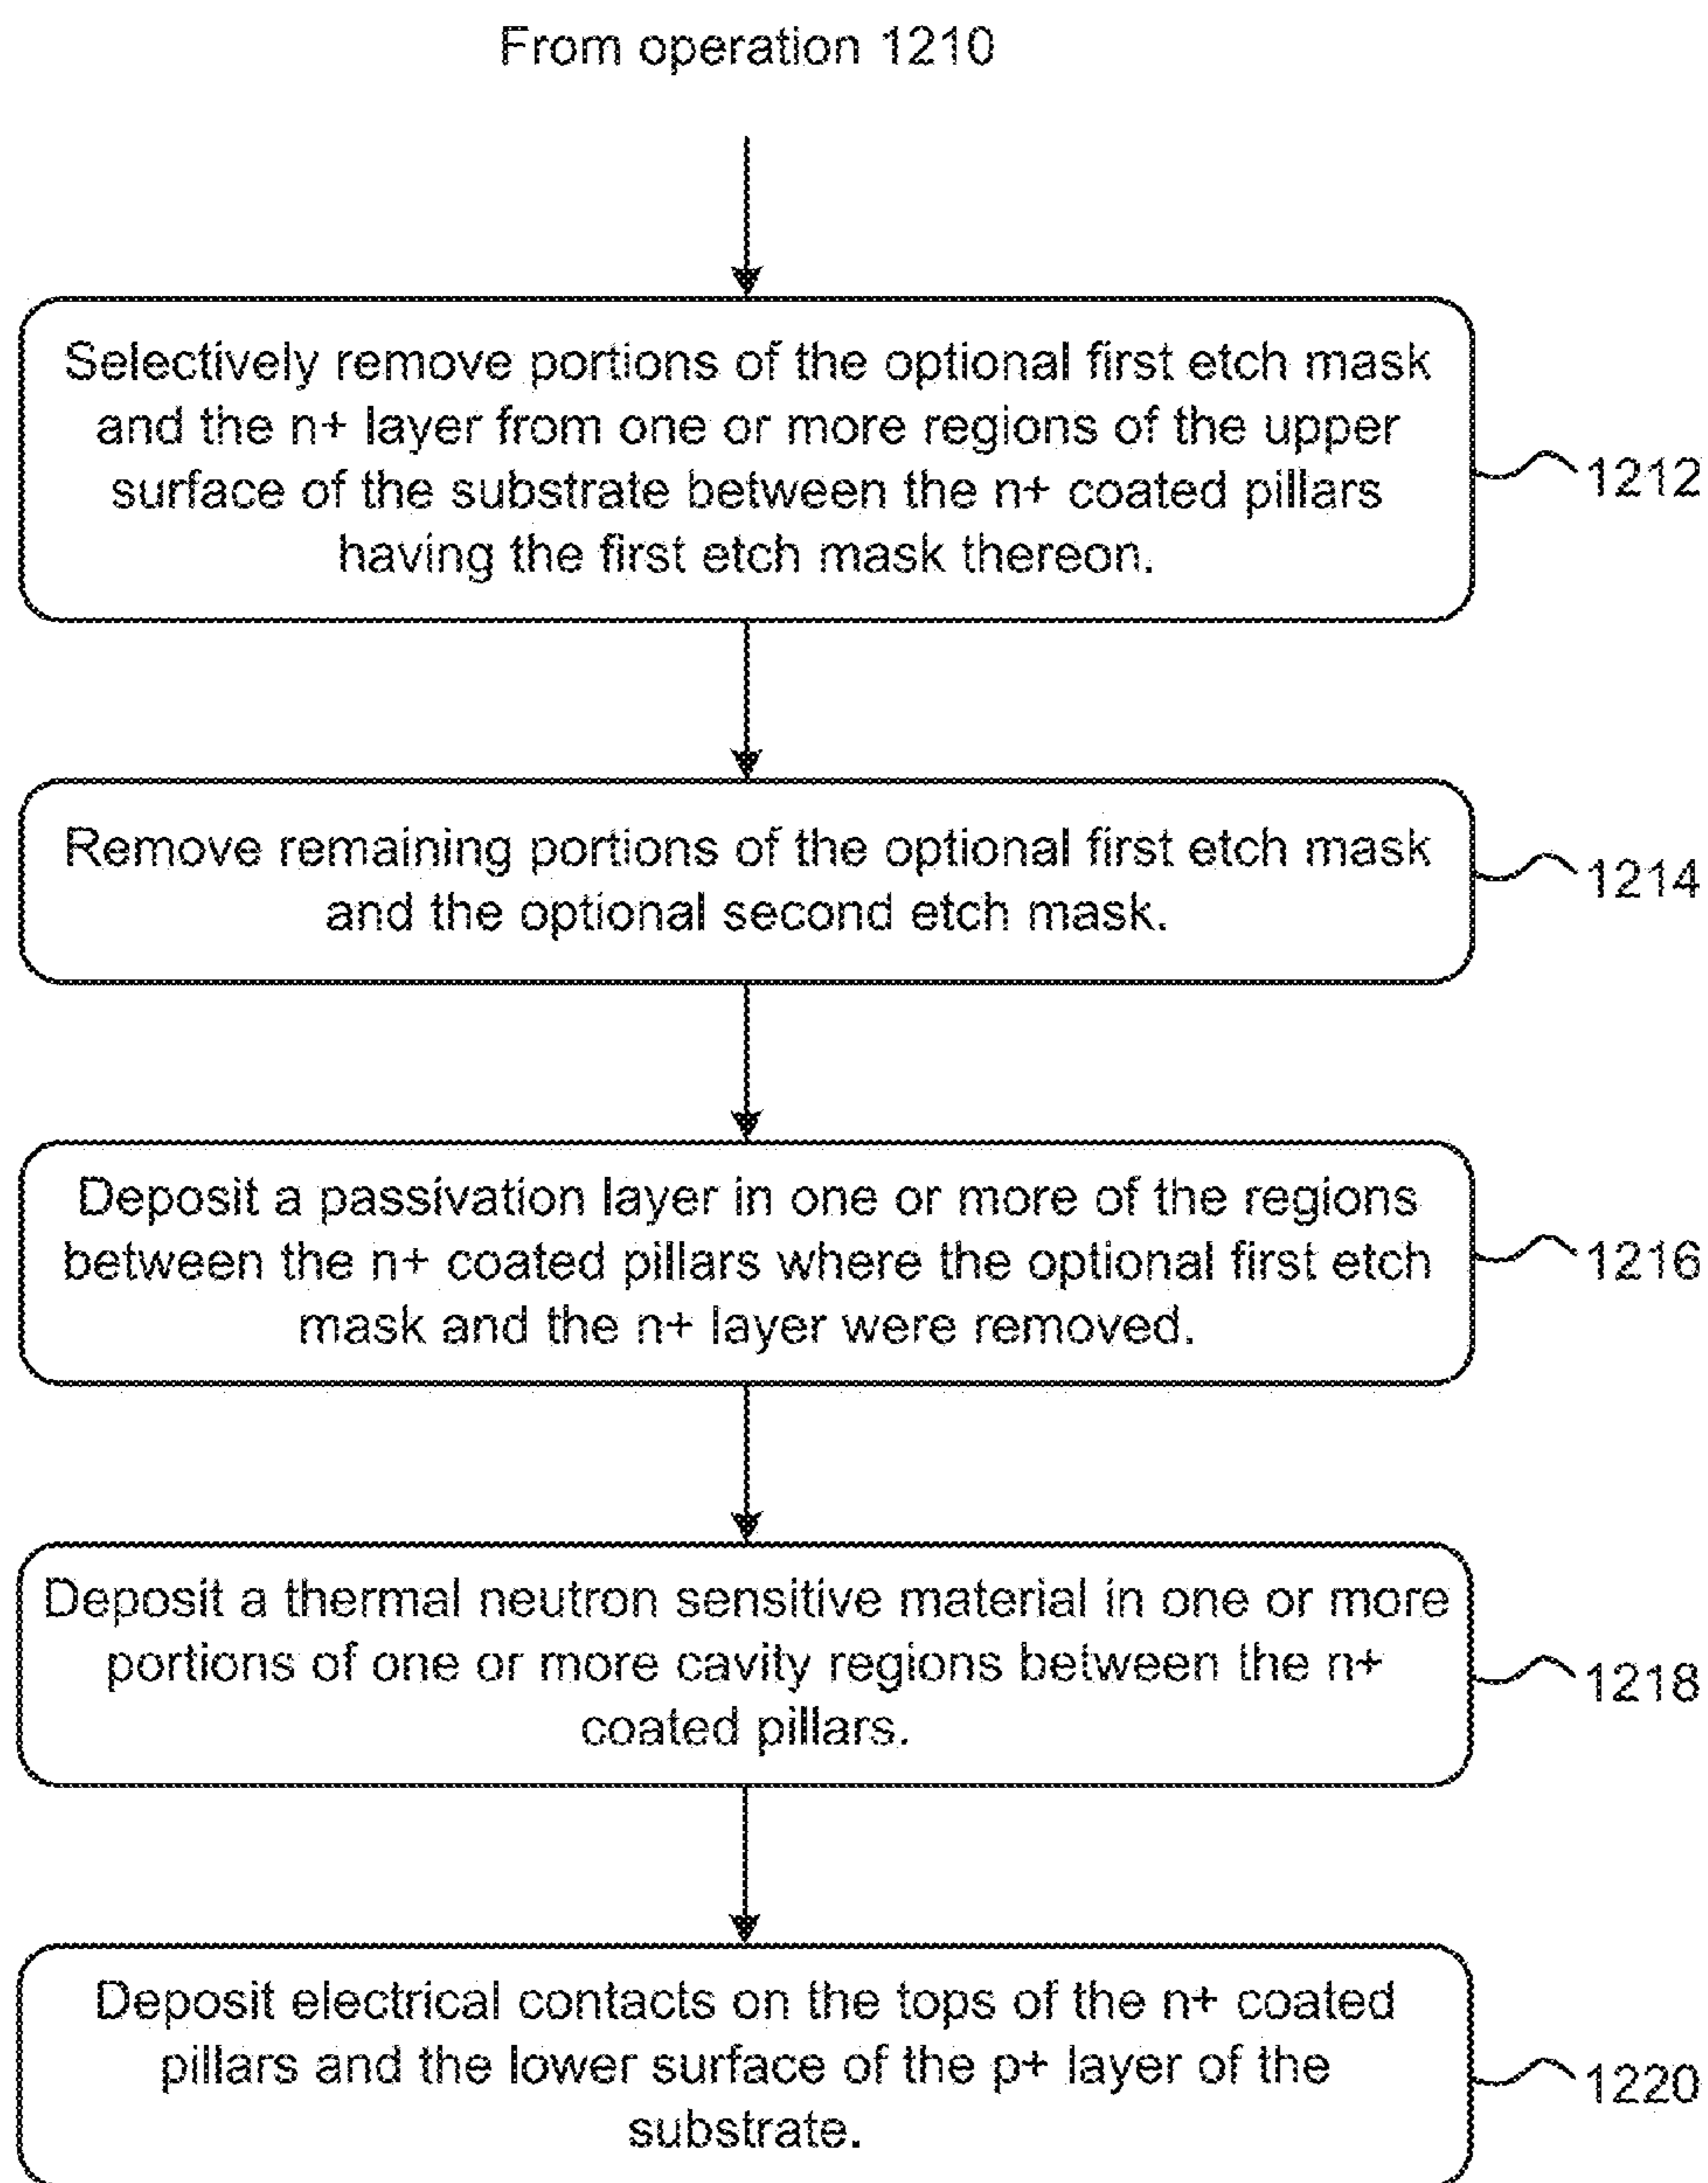 From operation 1210
Selectively remove portions of the optional first etch mask
and the n+ layer from one or more regions of the upper
surface of the substrate between the n+ coated pillars
having the first etch mask thereon.
1212
Remove remaining portions of the optional first etch mask
and the optional second etch mask.
1214
Deposit a passivation layer in one or more of the regions
between the n+ coated pillars where the optional first etch
mask and the n+ layer were removed.
1216
Deposit a thermal neutron sensitive material in one or more
portions of one or more cavity regions between the n+
coated pillars.
1218
Deposit electrical contacts on the tops of the n+ coated
pillars and the lower surface of the p+ layer of the
substrate.
1220